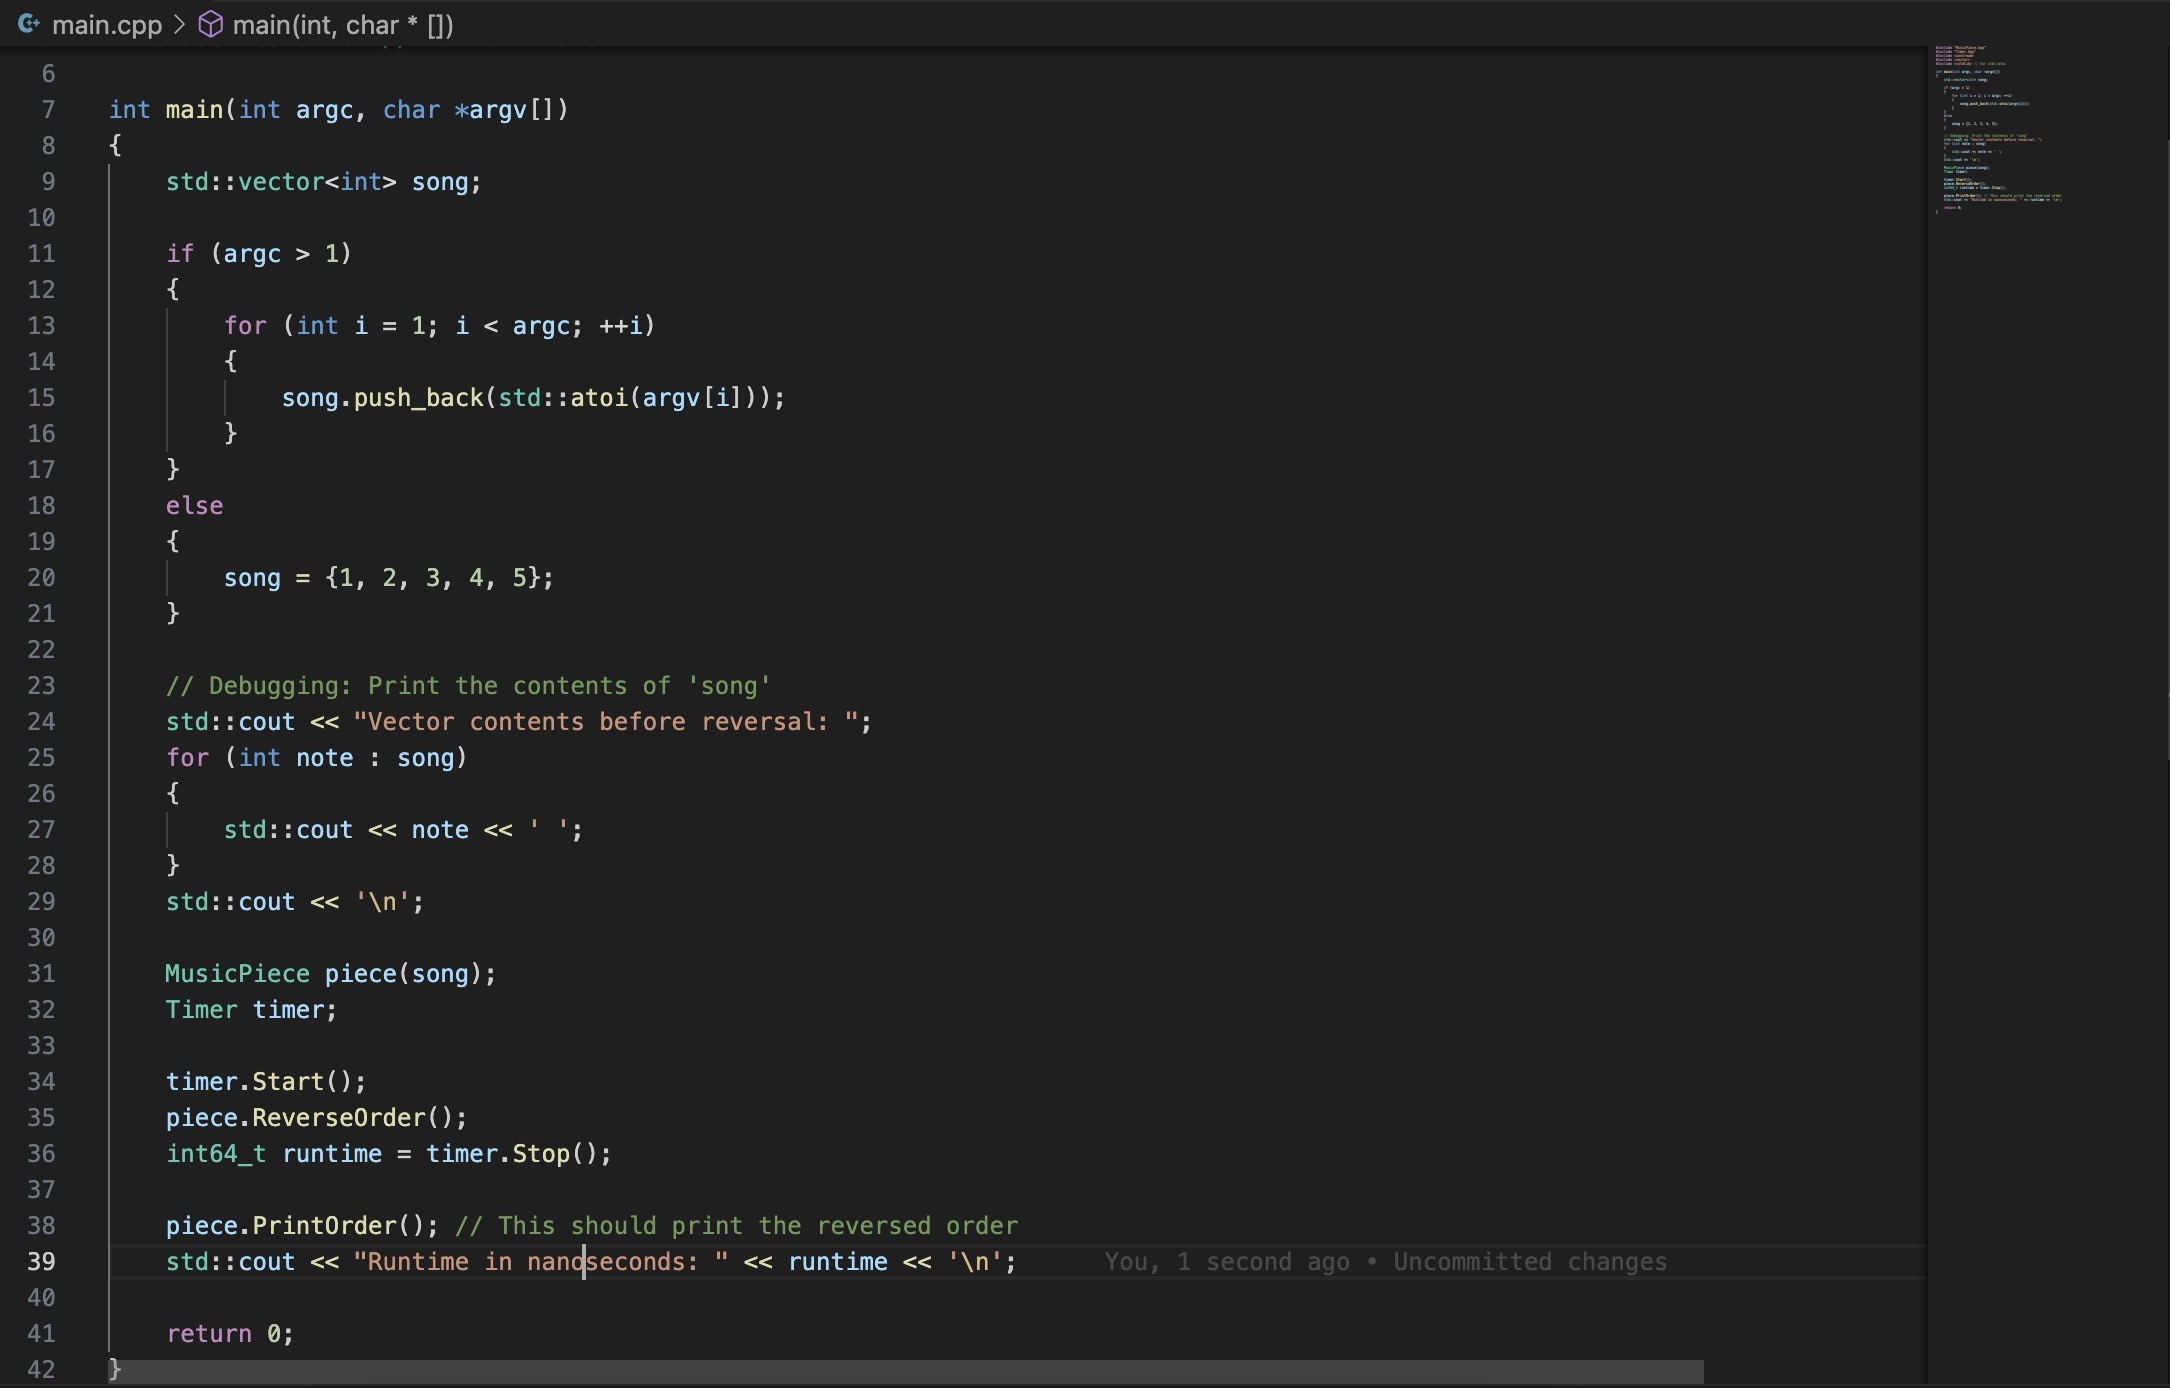 main.cpp > main(int, char * [])
6
7 int main(int argc, char *argv[])
8 {
9     std::vector<int> song;
10
11     if (argc > 1)
12     {
13         for (int i = 1; i < argc; ++i)
14         {
15             song.push_back(std::atoi(argv[i]));
16         }
17     }
18     else
19     {
20         song = {1, 2, 3, 4, 5};
21     }
22
23     // Debugging: Print the contents of 'song'
24     std::cout << "Vector contents before reversal: ";
25     for (int note : song)
26     {
27         std::cout << note << ' ';
28     }
29     std::cout << '\n';
30
31     MusicPiece piece(song);
32     Timer timer;
33
34     timer.Start();
35     piece.ReverseOrder();
36     int64_t runtime = timer.Stop();
37
38     piece.PrintOrder(); // This should print the reversed order
39     std::cout << "Runtime in nanoseconds: " << runtime << '\n';      You, 1 second ago • Uncommitted changes
40
41     return 0;
42 }